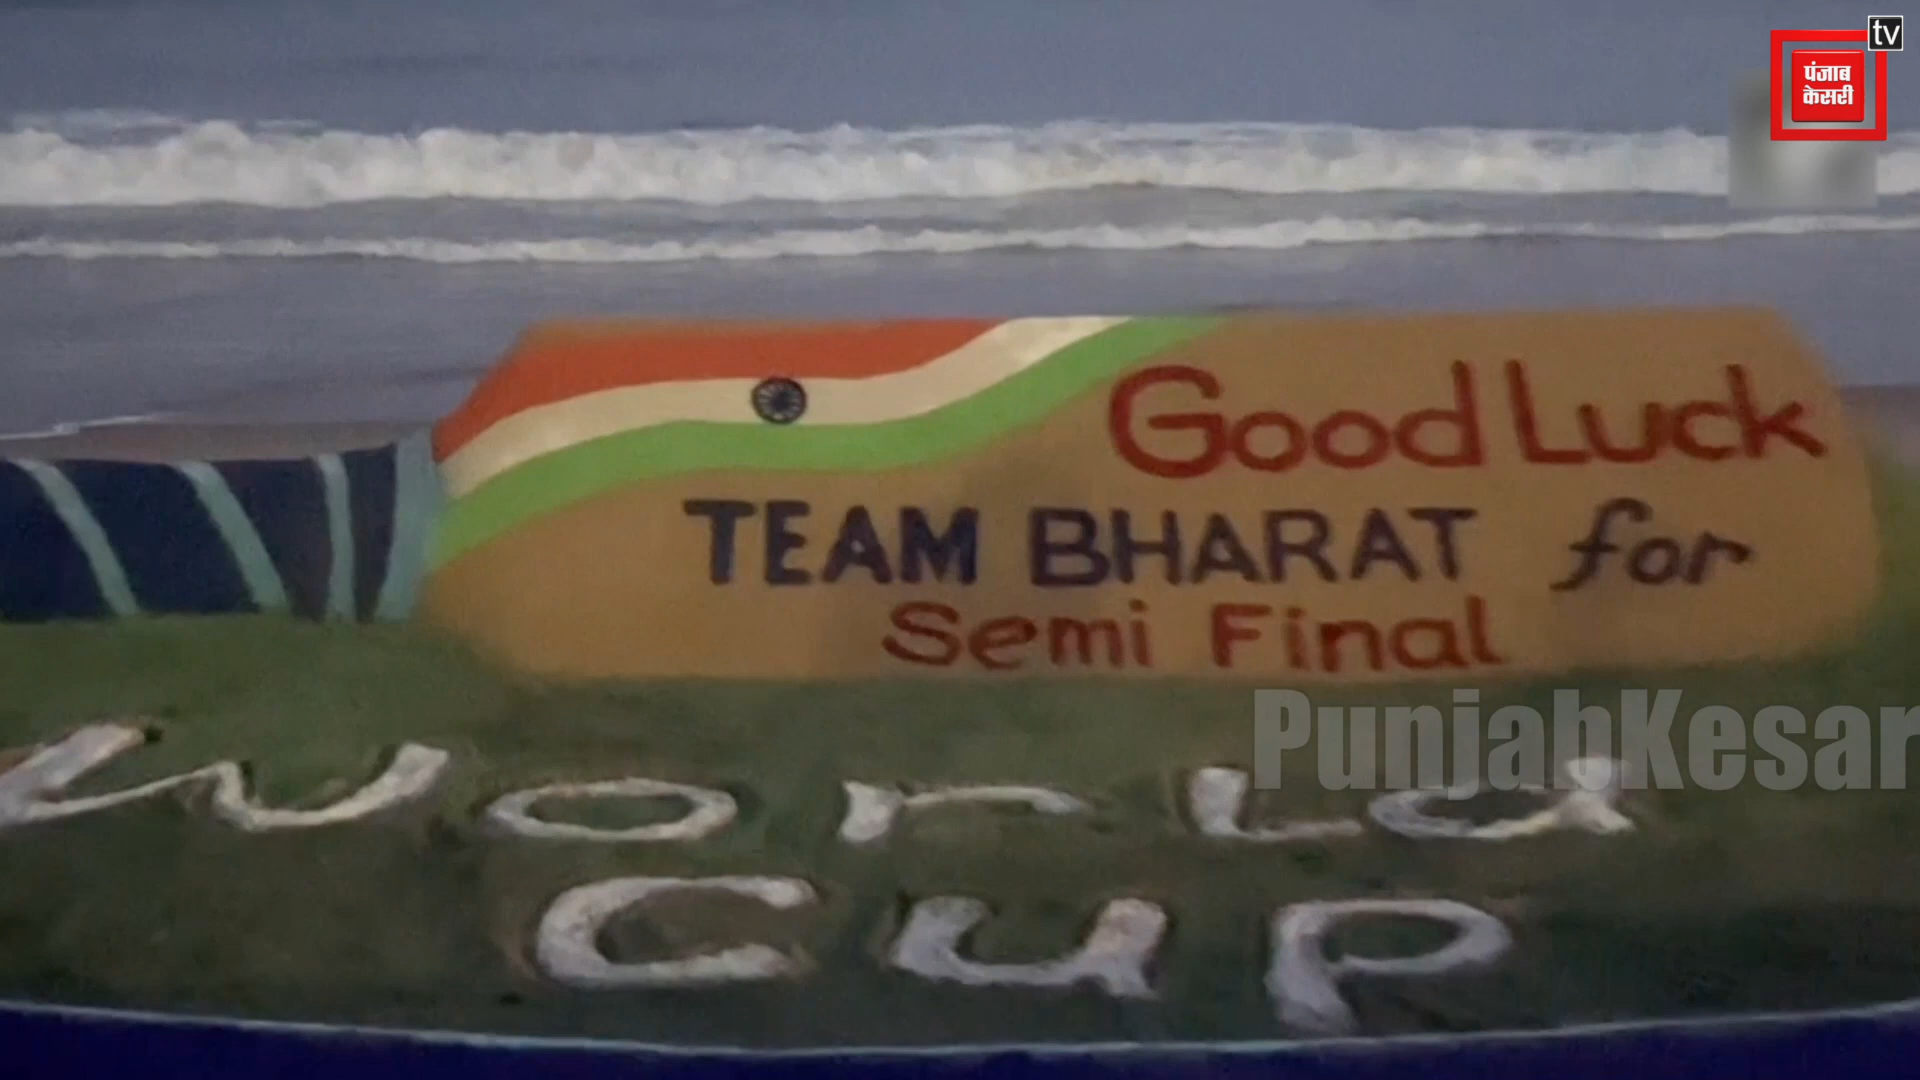 tv
पंजाब
केसरी
Good Luck
TEAM BHARAT for
Semi Final
PunjabKesar
World
Cup